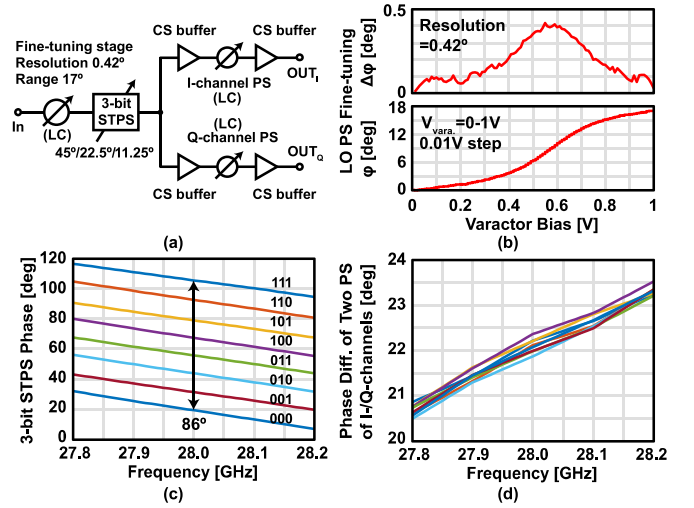 CS buffer
CS buffer
Fine-tuning stage
Resolution 0.42º
Range 17º
I-channel PS
(LC)
OUT_I
3-bit
STPS
In
(LC)
45º/22.5º/11.25º
(LC)
Q-channel PS
OUT_Q
CS buffer
CS buffer
(a)
LO PS Fine-tuning
Δφ [deg]
0.5
0
Resolution
=0.42º
φ [deg]
18
12
6
0
V_vara.=0-1V
0.01V step
0
0.2
0.4
0.6
0.8
1
Varactor Bias [V]
(b)
3-bit STPS Phase [deg]
120
100
80
60
40
20
0
111
110
101
100
011
010
001
000
86º
27.8
27.9
28.0
28.1
28.2
Frequency [GHz]
(c)
Phase Diff. of Two PS
of I-/Q-channels [deg]
24
23
22
21
20
27.8
27.9
28.0
28.1
28.2
Frequency [GHz]
(d)